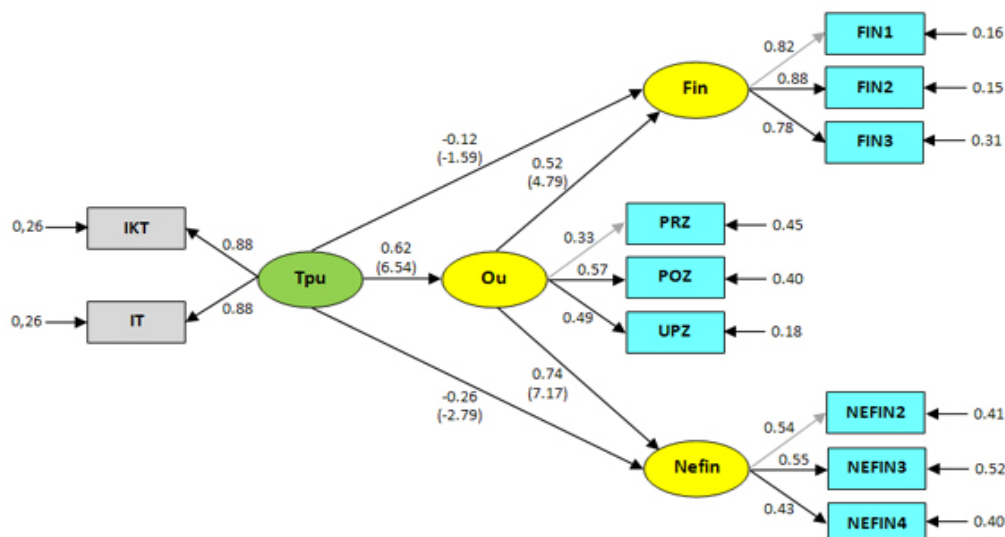 0.82
FIN1
0.16
Fin
0.88
FIN2
0.15
0.78
FIN3
0.31
-0.12
(-1.59)
0.52
(4.79)
0,26
IKT
0.88
PRZ
0.45
0.33
Tpu
0.62
(6.54)
Ou
0.57
POZ
0.40
0,26
IT
0.88
0.49
UPZ
0.18
-0.26
(-2.79)
0.74
(7.17)
0.54
NEFIN2
0.41
Nefin
0.55
NEFIN3
0.52
0.43
NEFIN4
0.40